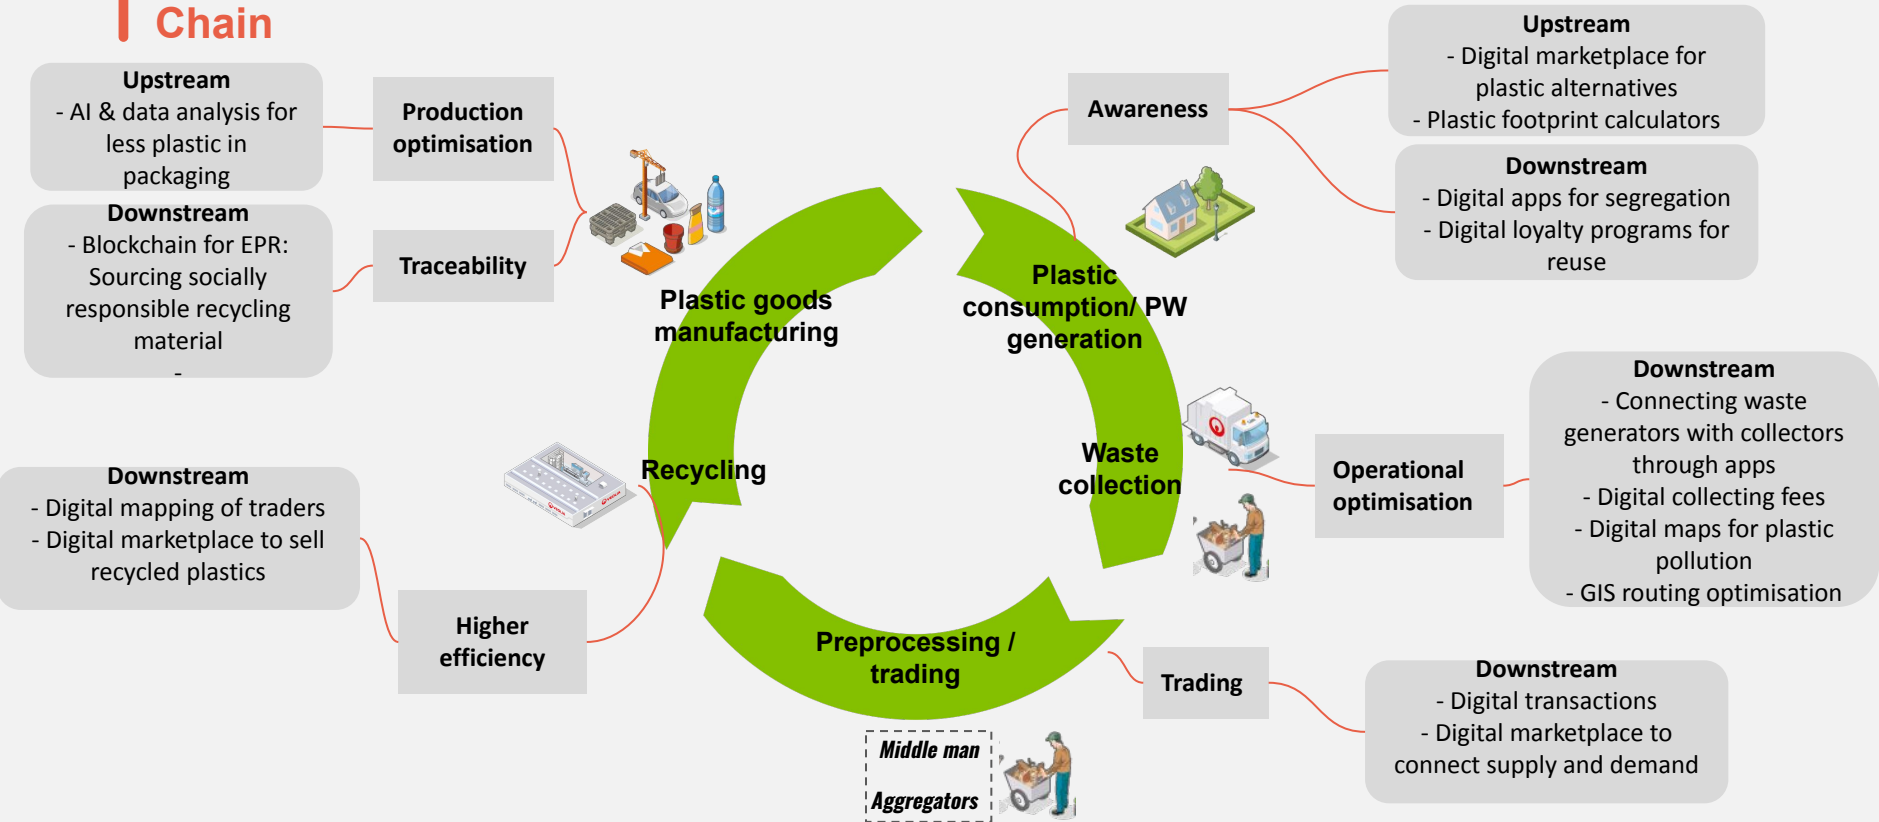 Chain
Upstream
- AI & data analysis for
less plastic in
packaging
Production
optimisation
Downstream
- Blockchain for EPR:
Sourcing socially
responsible recycling
material
-
Traceability
Awareness
Upstream
- Digital marketplace for
plastic alternatives
- Plastic footprint calculators
Downstream
- Digital apps for segregation
- Digital loyalty programs for
reuse
Plastic goods
manufacturing
Plastic
consumption/ PW
generation
Waste
collection
Operational
optimisation
Downstream
- Connecting waste
generators with collectors
through apps
- Digital collecting fees
- Digital maps for plastic
pollution
- GIS routing optimisation
Recycling
Downstream
- Digital mapping of traders
- Digital marketplace to sell
recycled plastics
Higher
efficiency
Preprocessing /
trading
Trading
Downstream
- Digital transactions
- Digital marketplace to
connect supply and demand
Middle man
Aggregators